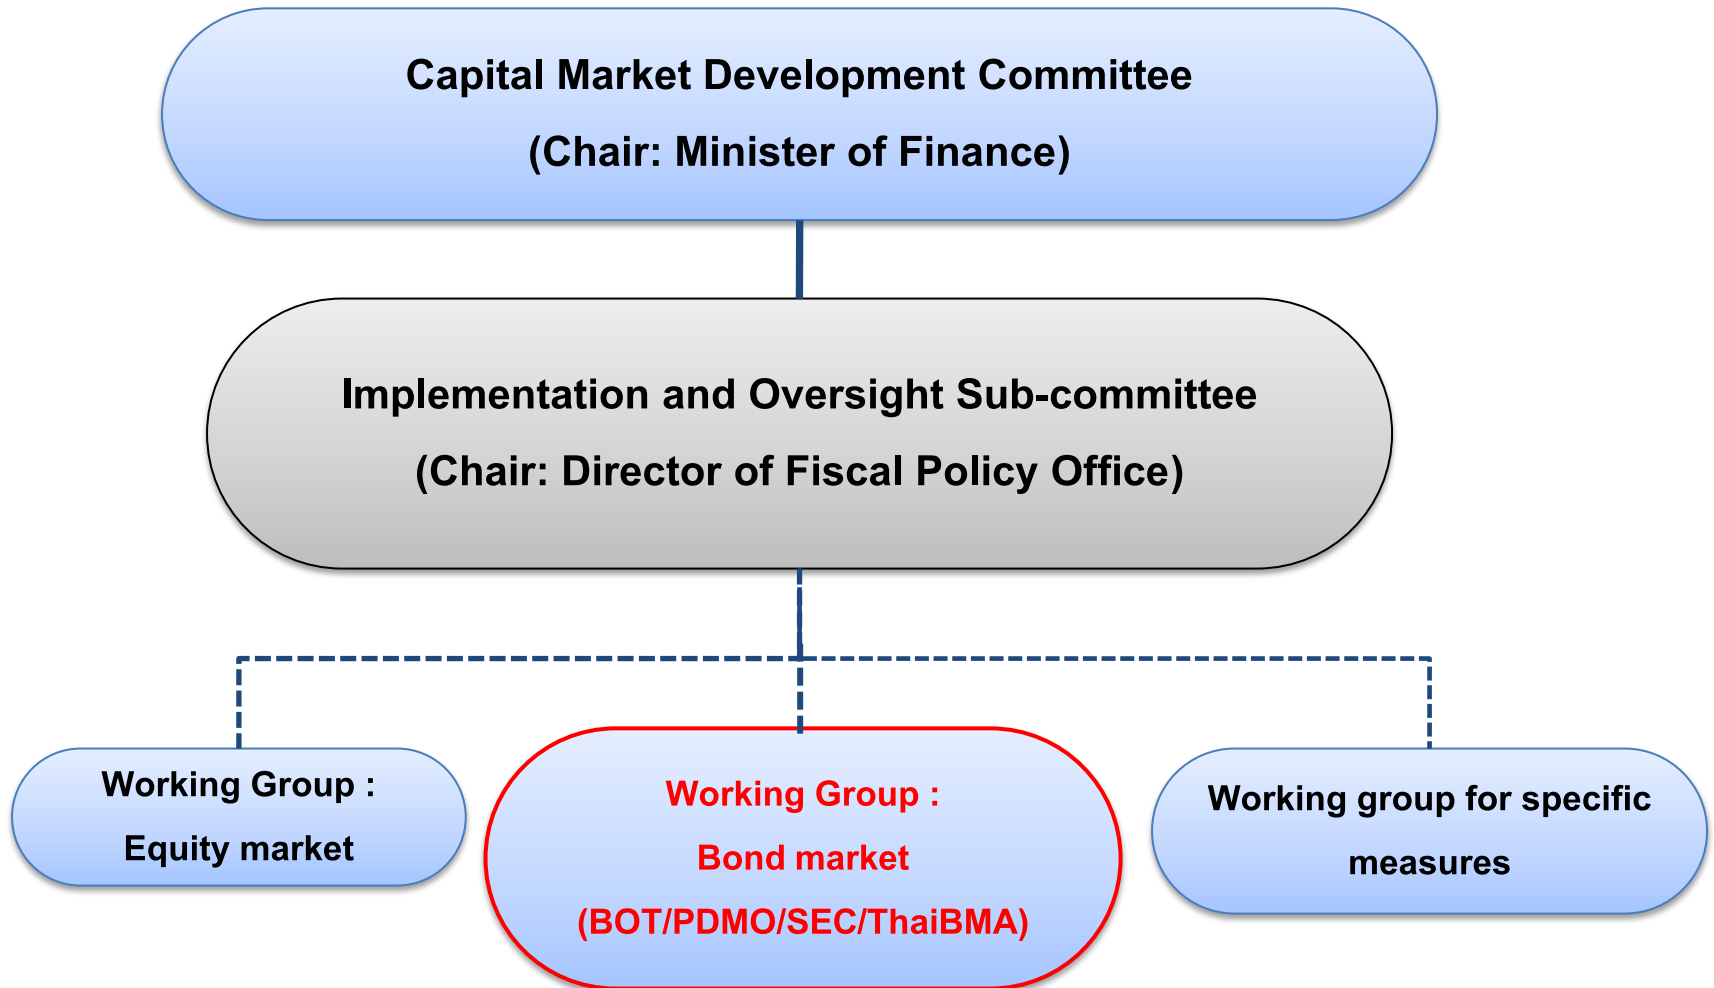 Capital Market Development Committee
(Chair: Minister of Finance)
Implementation and Oversight Sub-committee
(Chair: Director of Fiscal Policy Office)
Working Group :
Equity market
Working Group :
Bond market
(BOT/PDMO/SEC/ThaiBMA)
Working group for specific
measures